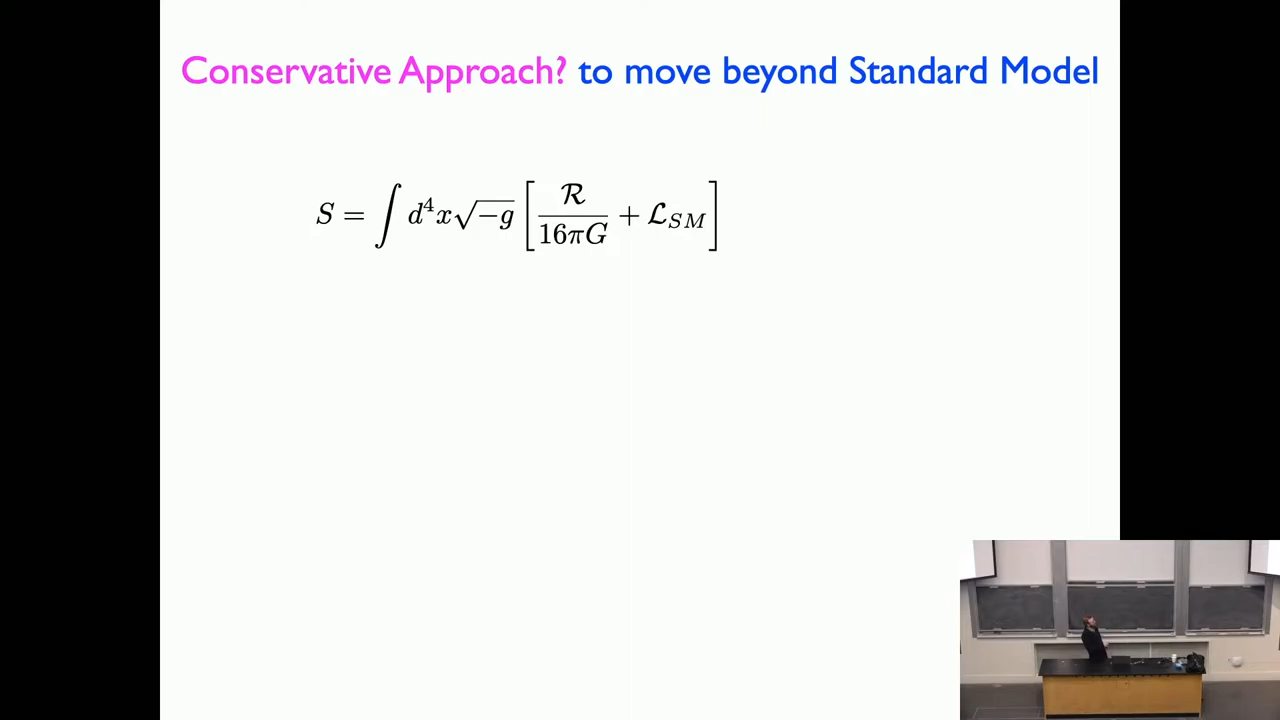 Conservative Approach? to move beyond Standard Model
S = ∫ d⁴x √−g [ ℛ / 16πG + ℒ_SM ]